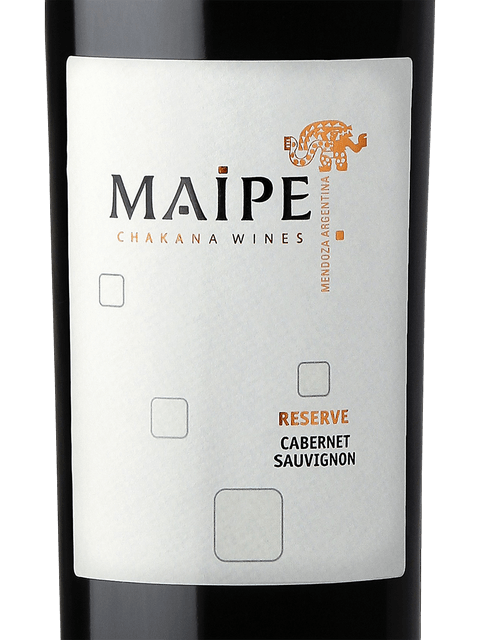 MAIPE
CHAKANA WINES
MENDOZA ARGENTINA
RESERVE
CABERNET
SAUVIGNON